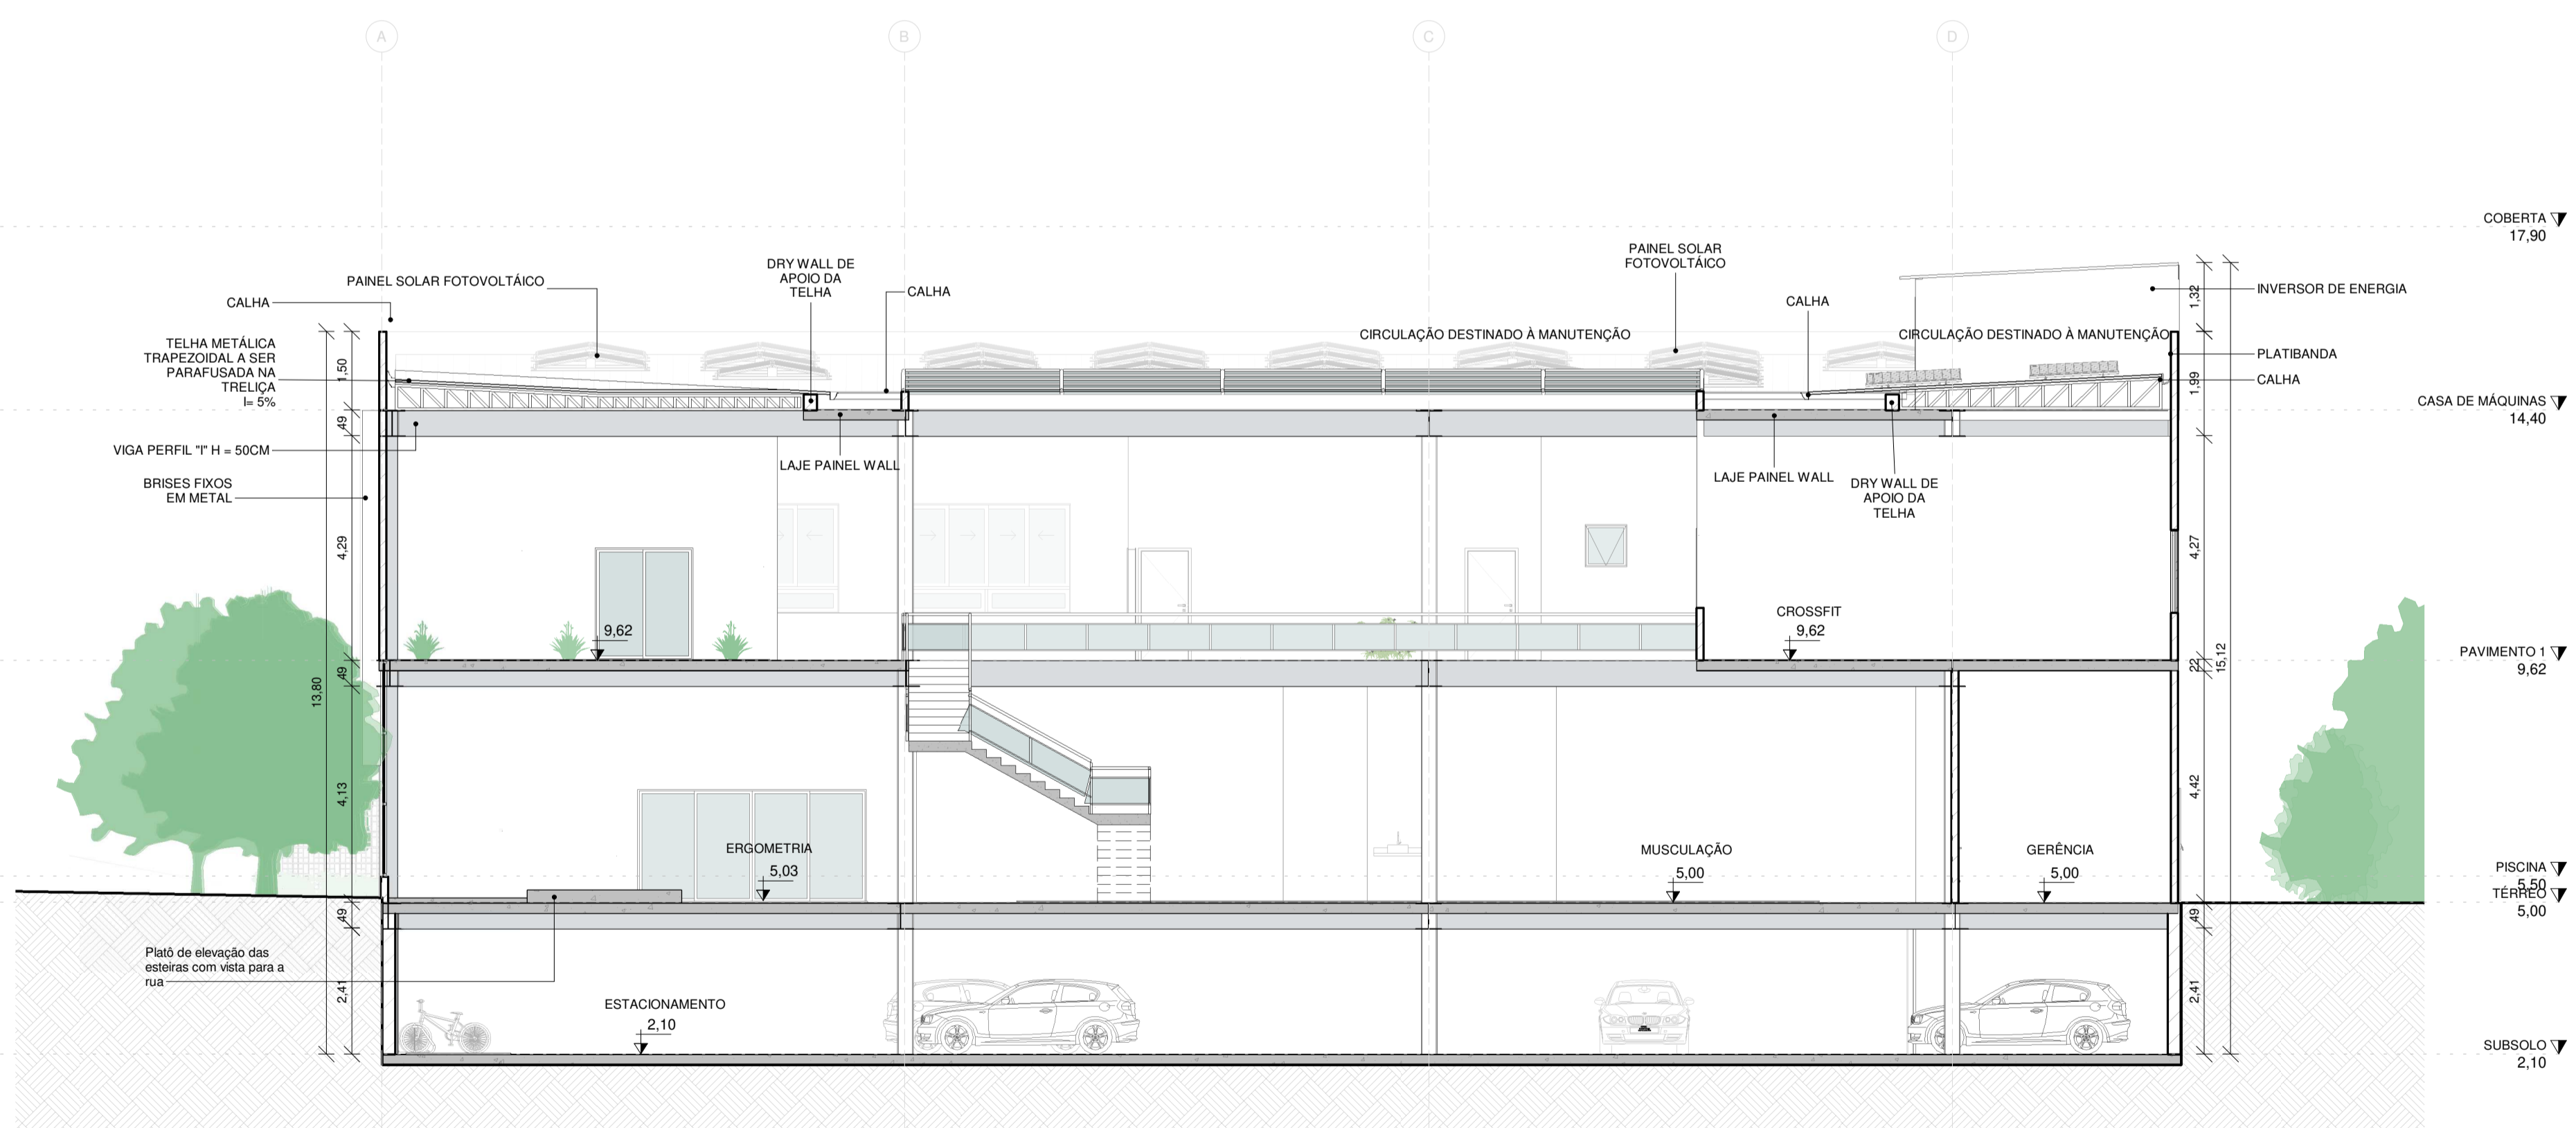 A
B
C
D
COBERTA
17,90
PAINEL SOLAR FOTOVOLTÁICO
DRY WALL DE
APOIO DA
TELHA
CALHA
CALHA
PAINEL SOLAR
FOTOVOLTÁICO
CALHA
CIRCULAÇÃO DESTINADO À MANUTENÇÃO
CIRCULAÇÃO DESTINADO À MANUTENÇÃO
INVERSOR DE ENERGIA
PLATIBANDA
CALHA
TELHA METÁLICA
TRAPEZOIDAL A SER
PARAFUSADA NA
TRELIÇA
I= 5%
VIGA PERFIL "I" H = 50CM
BRISES FIXOS
EM METAL
LAJE PAINEL WALL
LAJE PAINEL WALL
DRY WALL DE
APOIO DA
TELHA
CASA DE MÁQUINAS
14,40
1,50
49
4,29
49
4,13
49
2,41
13,80
1,32
1,99
4,27
22
4,42
49
2,41
15,12
9,62
CROSSFIT
9,62
PAVIMENTO 1
9,62
ERGOMETRIA
5,03
MUSCULAÇÃO
5,00
GERÊNCIA
5,00
PISCINA
5,50
TÉRREO
5,00
Platô de elevação das
esteiras com vista para a
rua
ESTACIONAMENTO
2,10
SUBSOLO
2,10